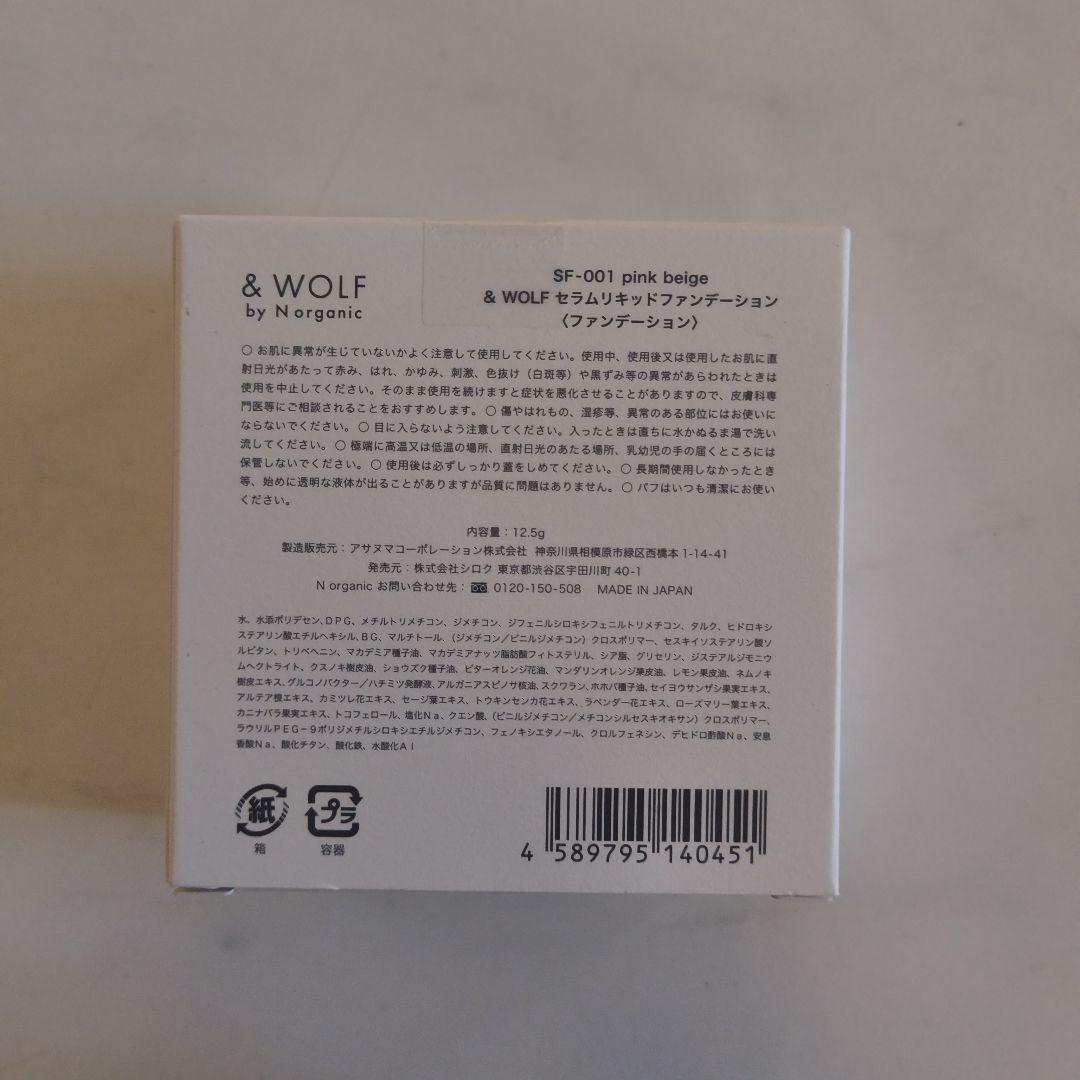 & WOLF
by N organic
SF-001 pink beige
& WOLF セラムリキッドファンデーション
〈ファンデーション〉
○ お肌に異常が生じていないかよく注意して使用してください。使用中、使用後又は使用したお肌に直
射日光があたって赤み、はれ、かゆみ、刺激、色抜け（白斑等）や黒ずみ等の異常があらわれたときは
使用を中止してください。そのまま使用を続けますと症状を悪化させることがありますので、皮膚科専
門医等にご相談されることをおすすめします。○ 傷やはれもの、湿疹等、異常のある部位にはお使いに
ならないでください。○ 目に入らないよう注意してください。入ったときは直ちに水かぬるま湯で洗い
流してください。○ 極端に高温又は低温の場所、直射日光のあたる場所、乳幼児の手の届くところには
保管しないでください。○ 使用後は必ずしっかり蓋をしめてください。○ 長期間使用しなかったとき
等、始めに透明な液体が出ることがありますが品質に問題はありません。○ パフはいつも清潔にお使い
ください。
内容量：12.5g
製造販売元：アサヌマコーポレーション株式会社 神奈川県相模原市緑区西橋本 1-14-41
発売元：株式会社シロク 東京都渋谷区宇田川町 40-1
N organic お問い合わせ先： 0120-150-508 MADE IN JAPAN
水、水添ポリデセン、DPG、メチルトリメチコン、ジメチコン、ジフェニルシロキシフェニルトリメチコン、タルク、ヒドロキシ
ステアリン酸エチルヘキシル、BG、マルチトール、（ジメチコン／ビニルジメチコン）クロスポリマー、セスキイソステアリン酸ソ
ルビタン、トリベヘニン、マカデミア種子油、マカデミアナッツ脂肪酸フィトステリル、シア脂、グリセリン、ジステアルジモニウ
ムヘクトライト、クスノキ樹皮油、ショウズク種子油、ビターオレンジ花油、マンダリンオレンジ果皮油、レモン果皮油、ネムノキ
樹皮エキス、グルコノバクター／ハチミツ発酵液、アルガニアスピノサ核油、スクワラン、ホホバ種子油、セイヨウサンザシ果実エキス、
アルテア根エキス、カミツレ花エキス、セージ葉エキス、トウキンセンカ花エキス、ラベンダー花エキス、ローズマリー葉エキス、
カニナバラ果実エキス、トコフェロール、塩化Na、クエン酸、（ビニルジメチコン／メチコンシルセスキオキサン）クロスポリマー、
ラウリルPEG－9ポリジメチルシロキシエチルジメチコン、フェノキシエタノール、クロルフェネシン、デヒドロ酢酸Na、安息
香酸Na、酸化チタン、酸化鉄、水酸化Al
紙
箱
プラ
容器
4 589795 140451